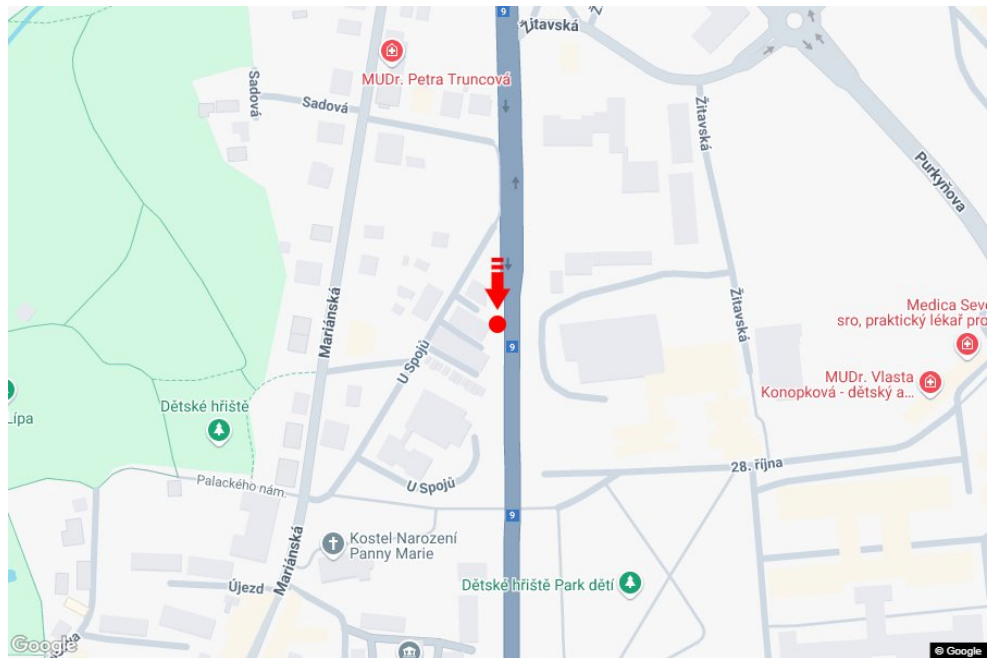 9
Žitavská
MUDr. Petra Truncová
Sadová
Sadová
Žitavská
Purkyňova
Mariánská
Žitavská
Medica Seve
sro, praktický lékař pro
U Spojů
9
MUDr. Vlasta
Konopková - dětský a...
Lípa
Dětské hřiště
28. října
Palackého nám.
U Spojů
9
Kostel Narození
Panny Marie
Újezd
Mariánská
Dětské hřiště Park dětí
Google
© Google